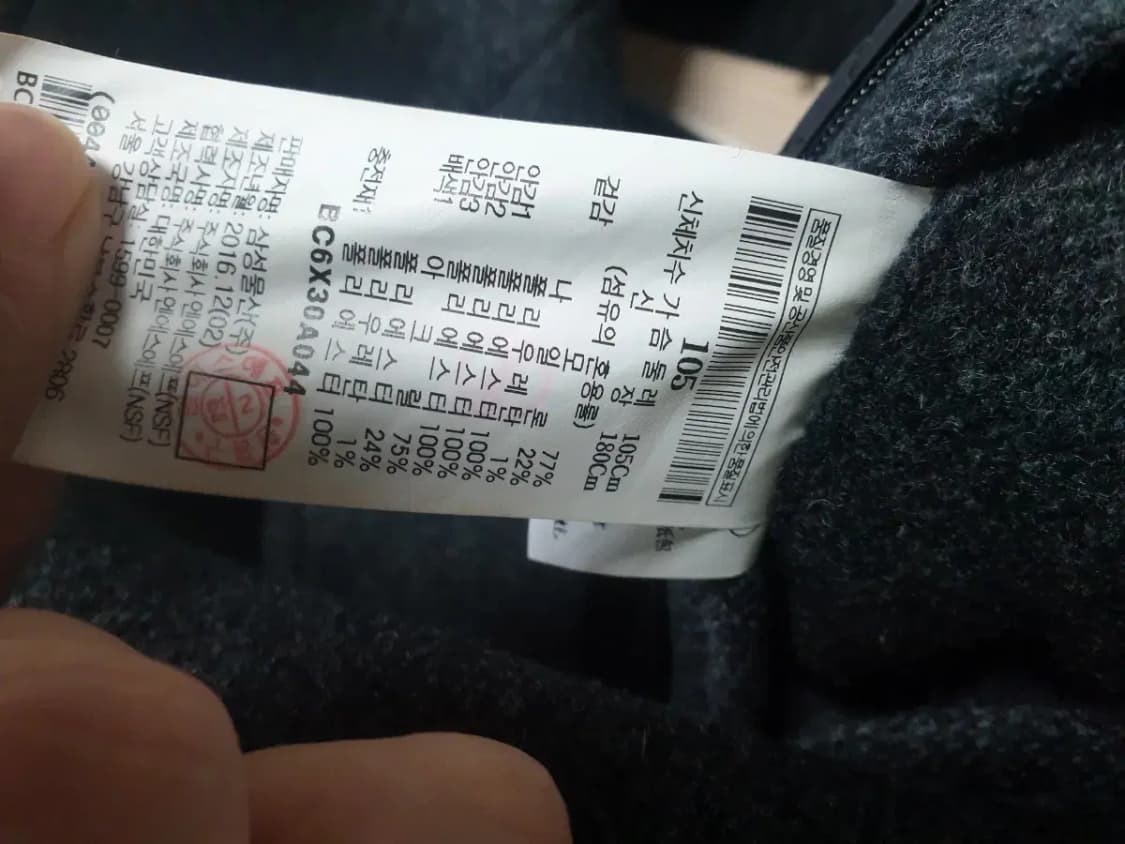 품질경영 및 공산품안전관리법에 의한 품질표시
105
신체치수 가슴둘레 105Cm
신 장 180Cm
겉감 (섬유의 혼용률)
모 77%
나일론 22%
폴리우레탄 1%
안감1 폴리에스터 100%
안감2 폴리에스터 100%
안감3 폴리에스터 100%
배색1 아크릴 75%
폴리에스터 24%
폴리우레탄 1%
충전재: 폴리에스터 100%
BC6X30A044
판매자명: 삼성물산(주)
제조년월: 2016.12(02)
제조자명: 주식회사 엔에스에프(NSF)
협력사명: 주식회사 엔에스에프(NSF)
제조국명: 대한민국
고객상담실 1599-0007
서울 강남구
(004
BC